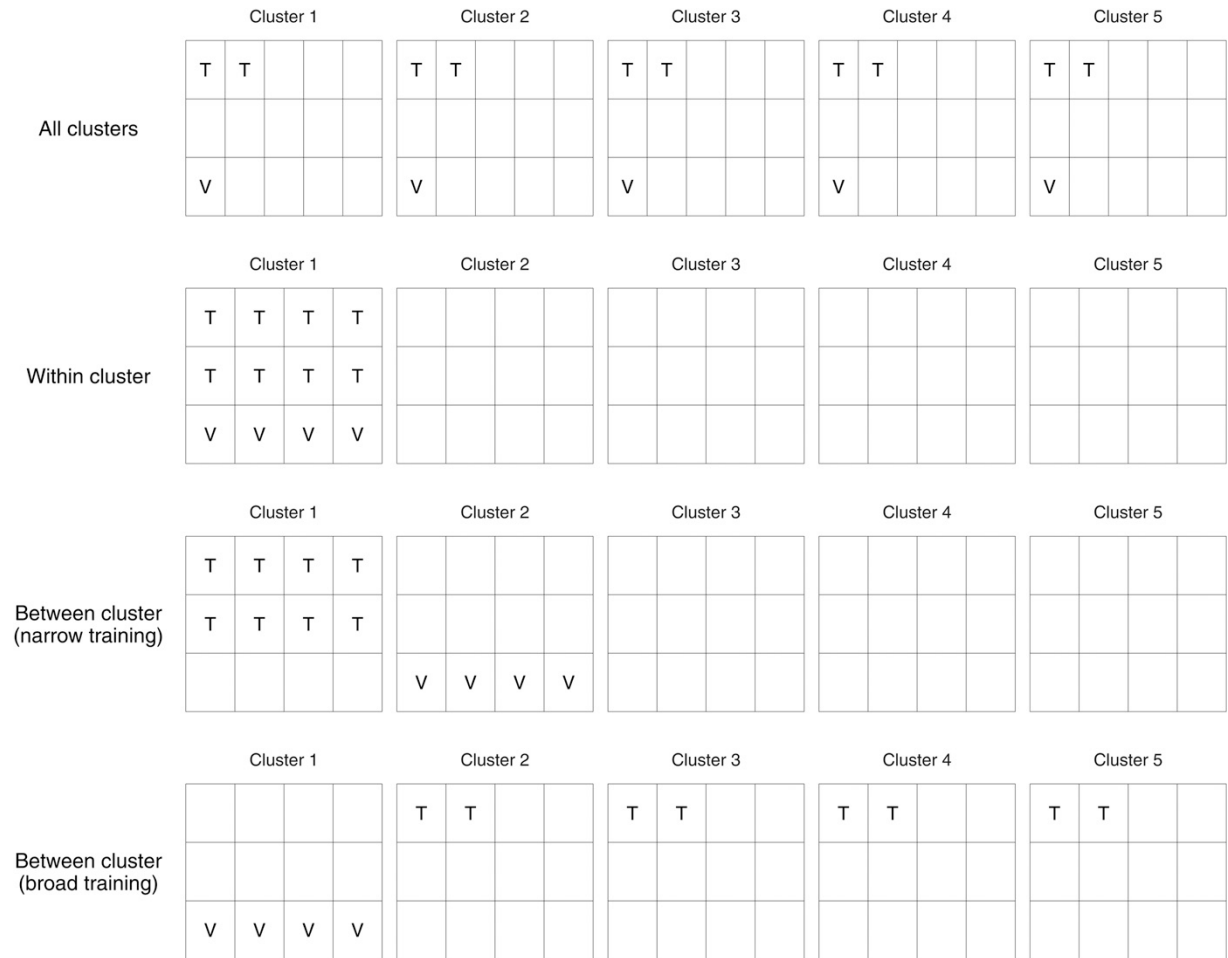 Cluster 1 Cluster 2 Cluster 3 Cluster 4 Cluster 5
T T T T T T T T T T
All clusters
V V V V V
Cluster 1 Cluster 2 Cluster 3 Cluster 4 Cluster 5
T T T T
Within cluster
T T T T
V V V V
Cluster 1 Cluster 2 Cluster 3 Cluster 4 Cluster 5
T T T T
Between cluster
(narrow training)
T T T T
V V V V
Cluster 1 Cluster 2 Cluster 3 Cluster 4 Cluster 5
T T T T T T T T
Between cluster
(broad training)
V V V V